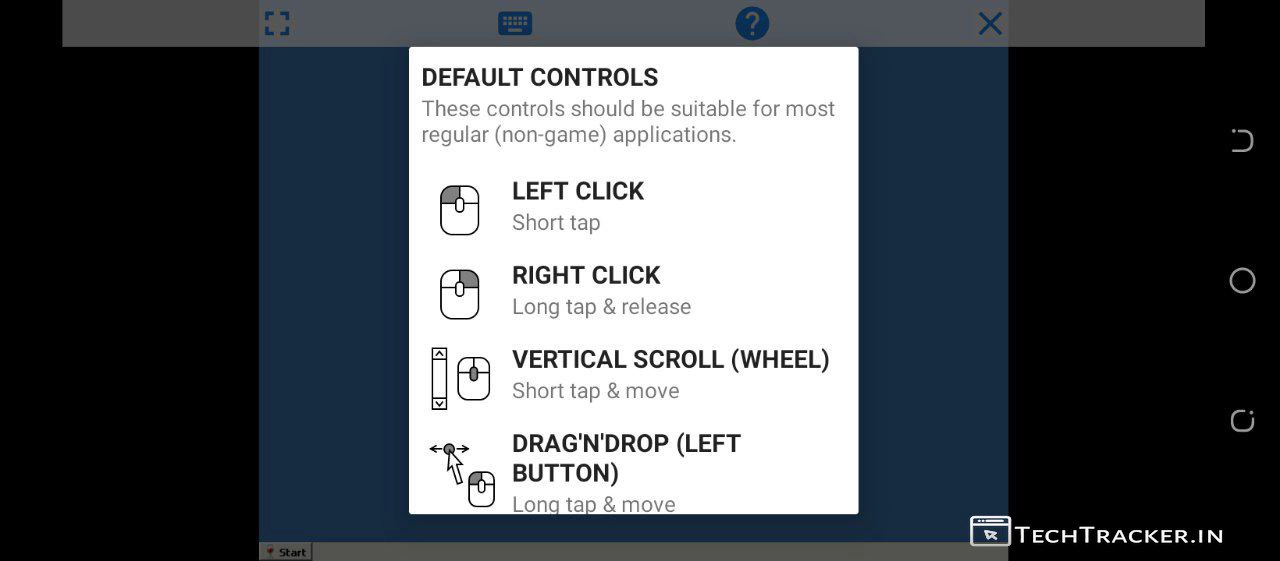 DEFAULT CONTROLS
These controls should be suitable for most
regular (non-game) applications.
LEFT CLICK
Short tap
RIGHT CLICK
Long tap & release
VERTICAL SCROLL (WHEEL)
Short tap & move
DRAG'N'DROP (LEFT
BUTTON)
Long tap & move
Start
TECHTRACKER.IN